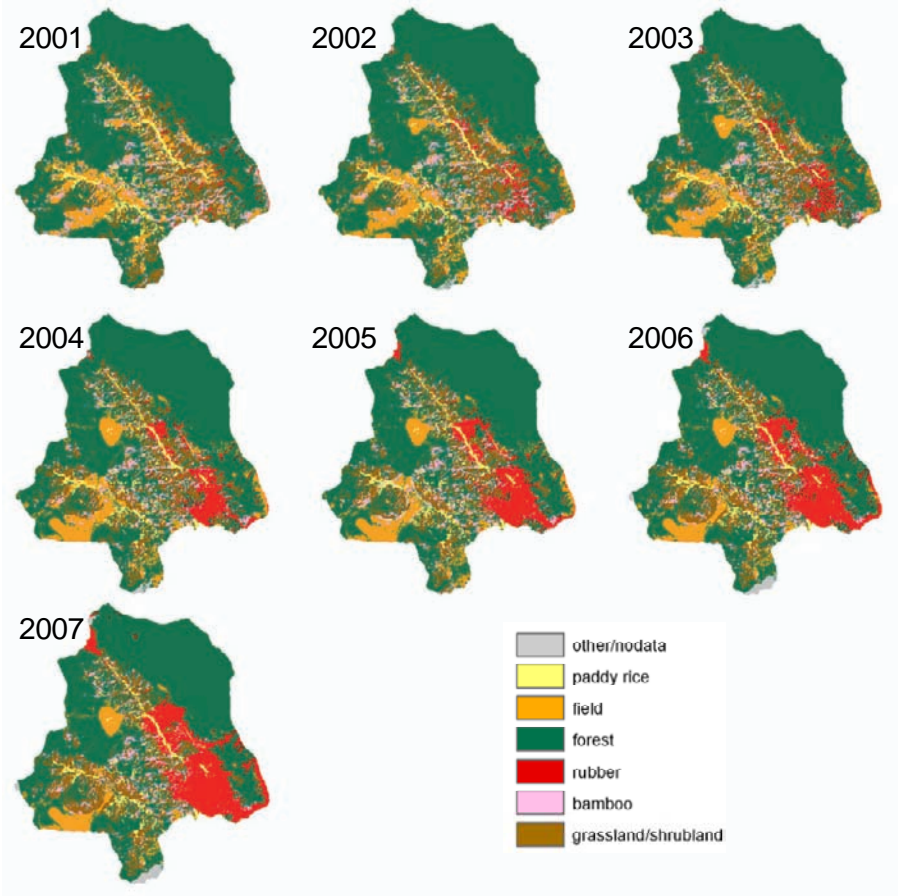 2001
2002
2003
2004
2005
2006
2007
other/nodata
paddy rice
field
forest
rubber
bamboo
grassland/shrubland